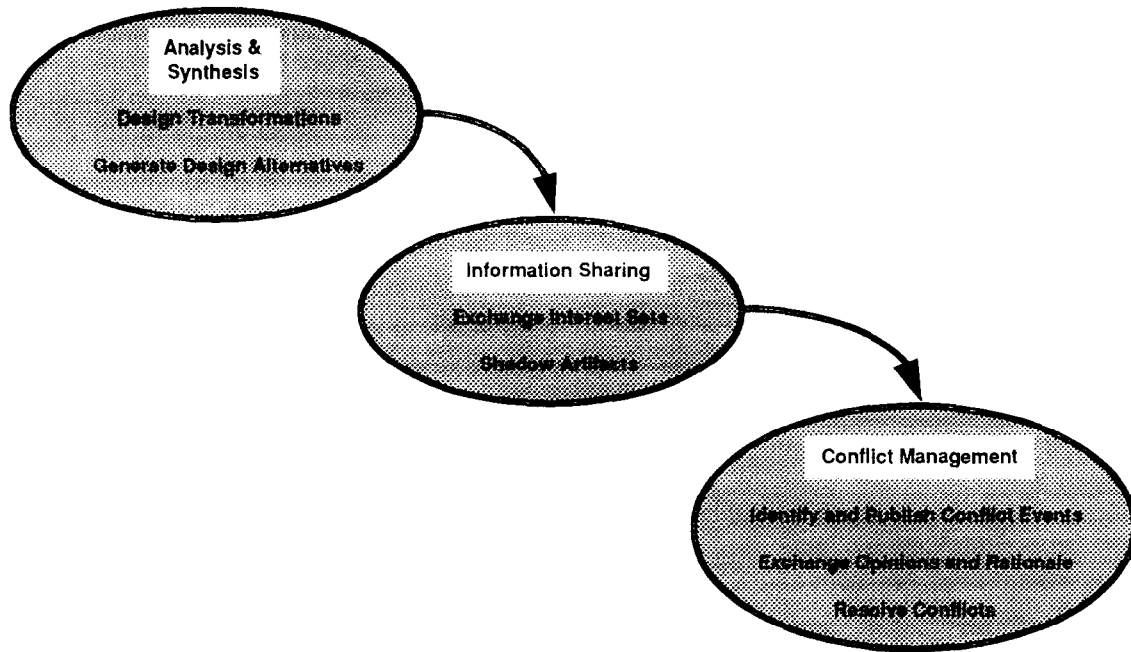 Analysis &
Synthesis
Design Transformations
Generate Design Alternatives
Information Sharing
Exchange Interest Sets
Shadow Artifacts
Conflict Management
Identify and Publish Conflict Events
Exchange Opinions and Rationale
Resolve Conflicts